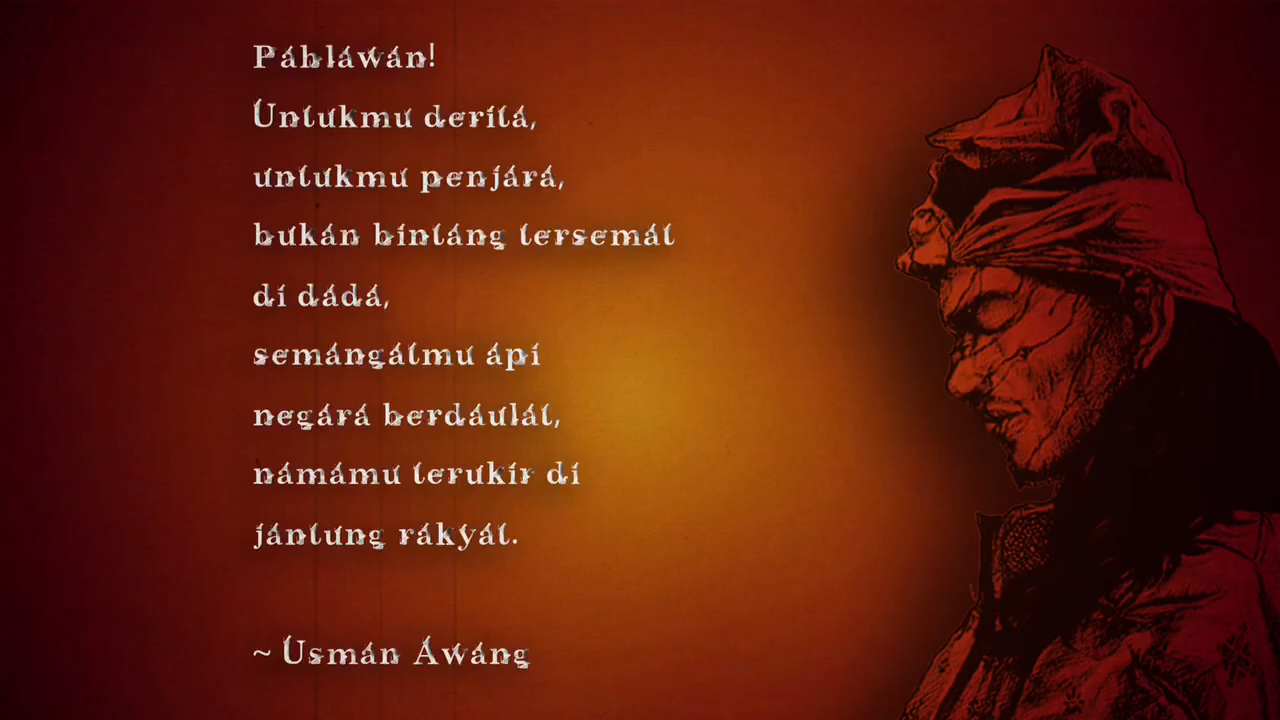 Pahlawan!
Untukmu derita,
untukmu penjara,
bukan bintang tersemat
di dada,
semangatmu api
negara berdaulat,
namamu terukir di
jantung rakyat.
~ Usman Awang